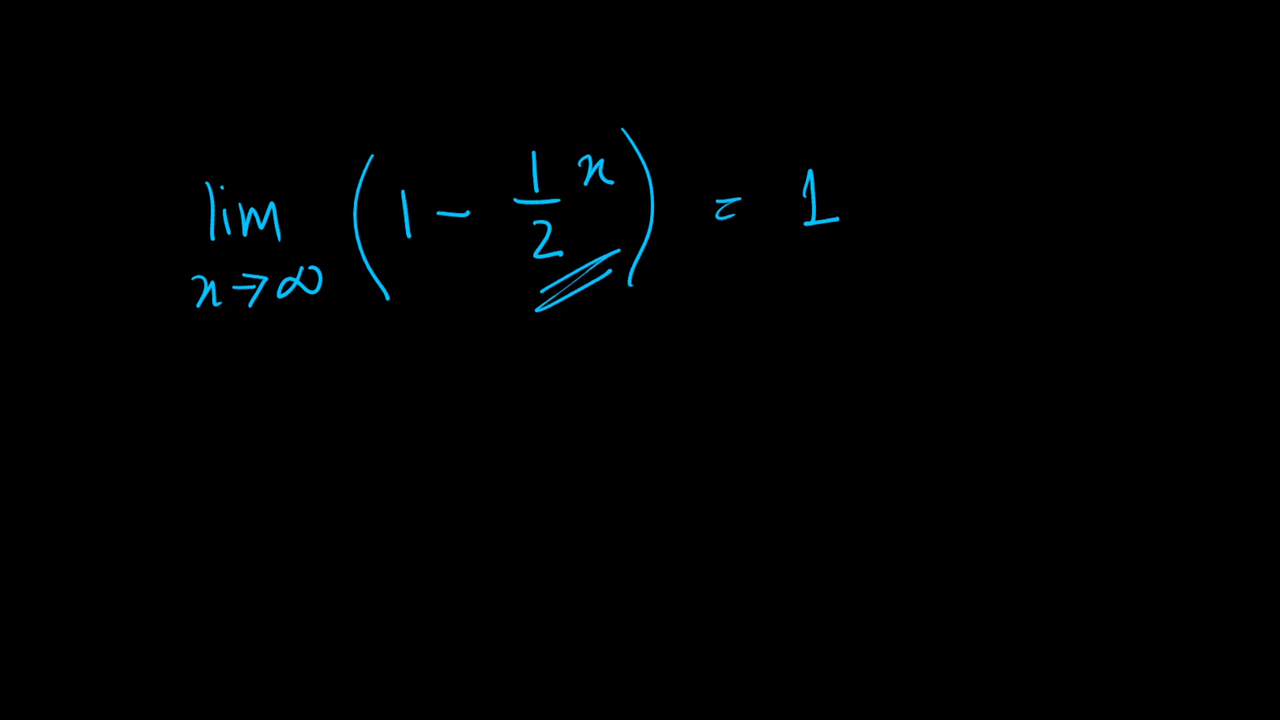 lim x→∞ (1 - 1/2^x) = 1